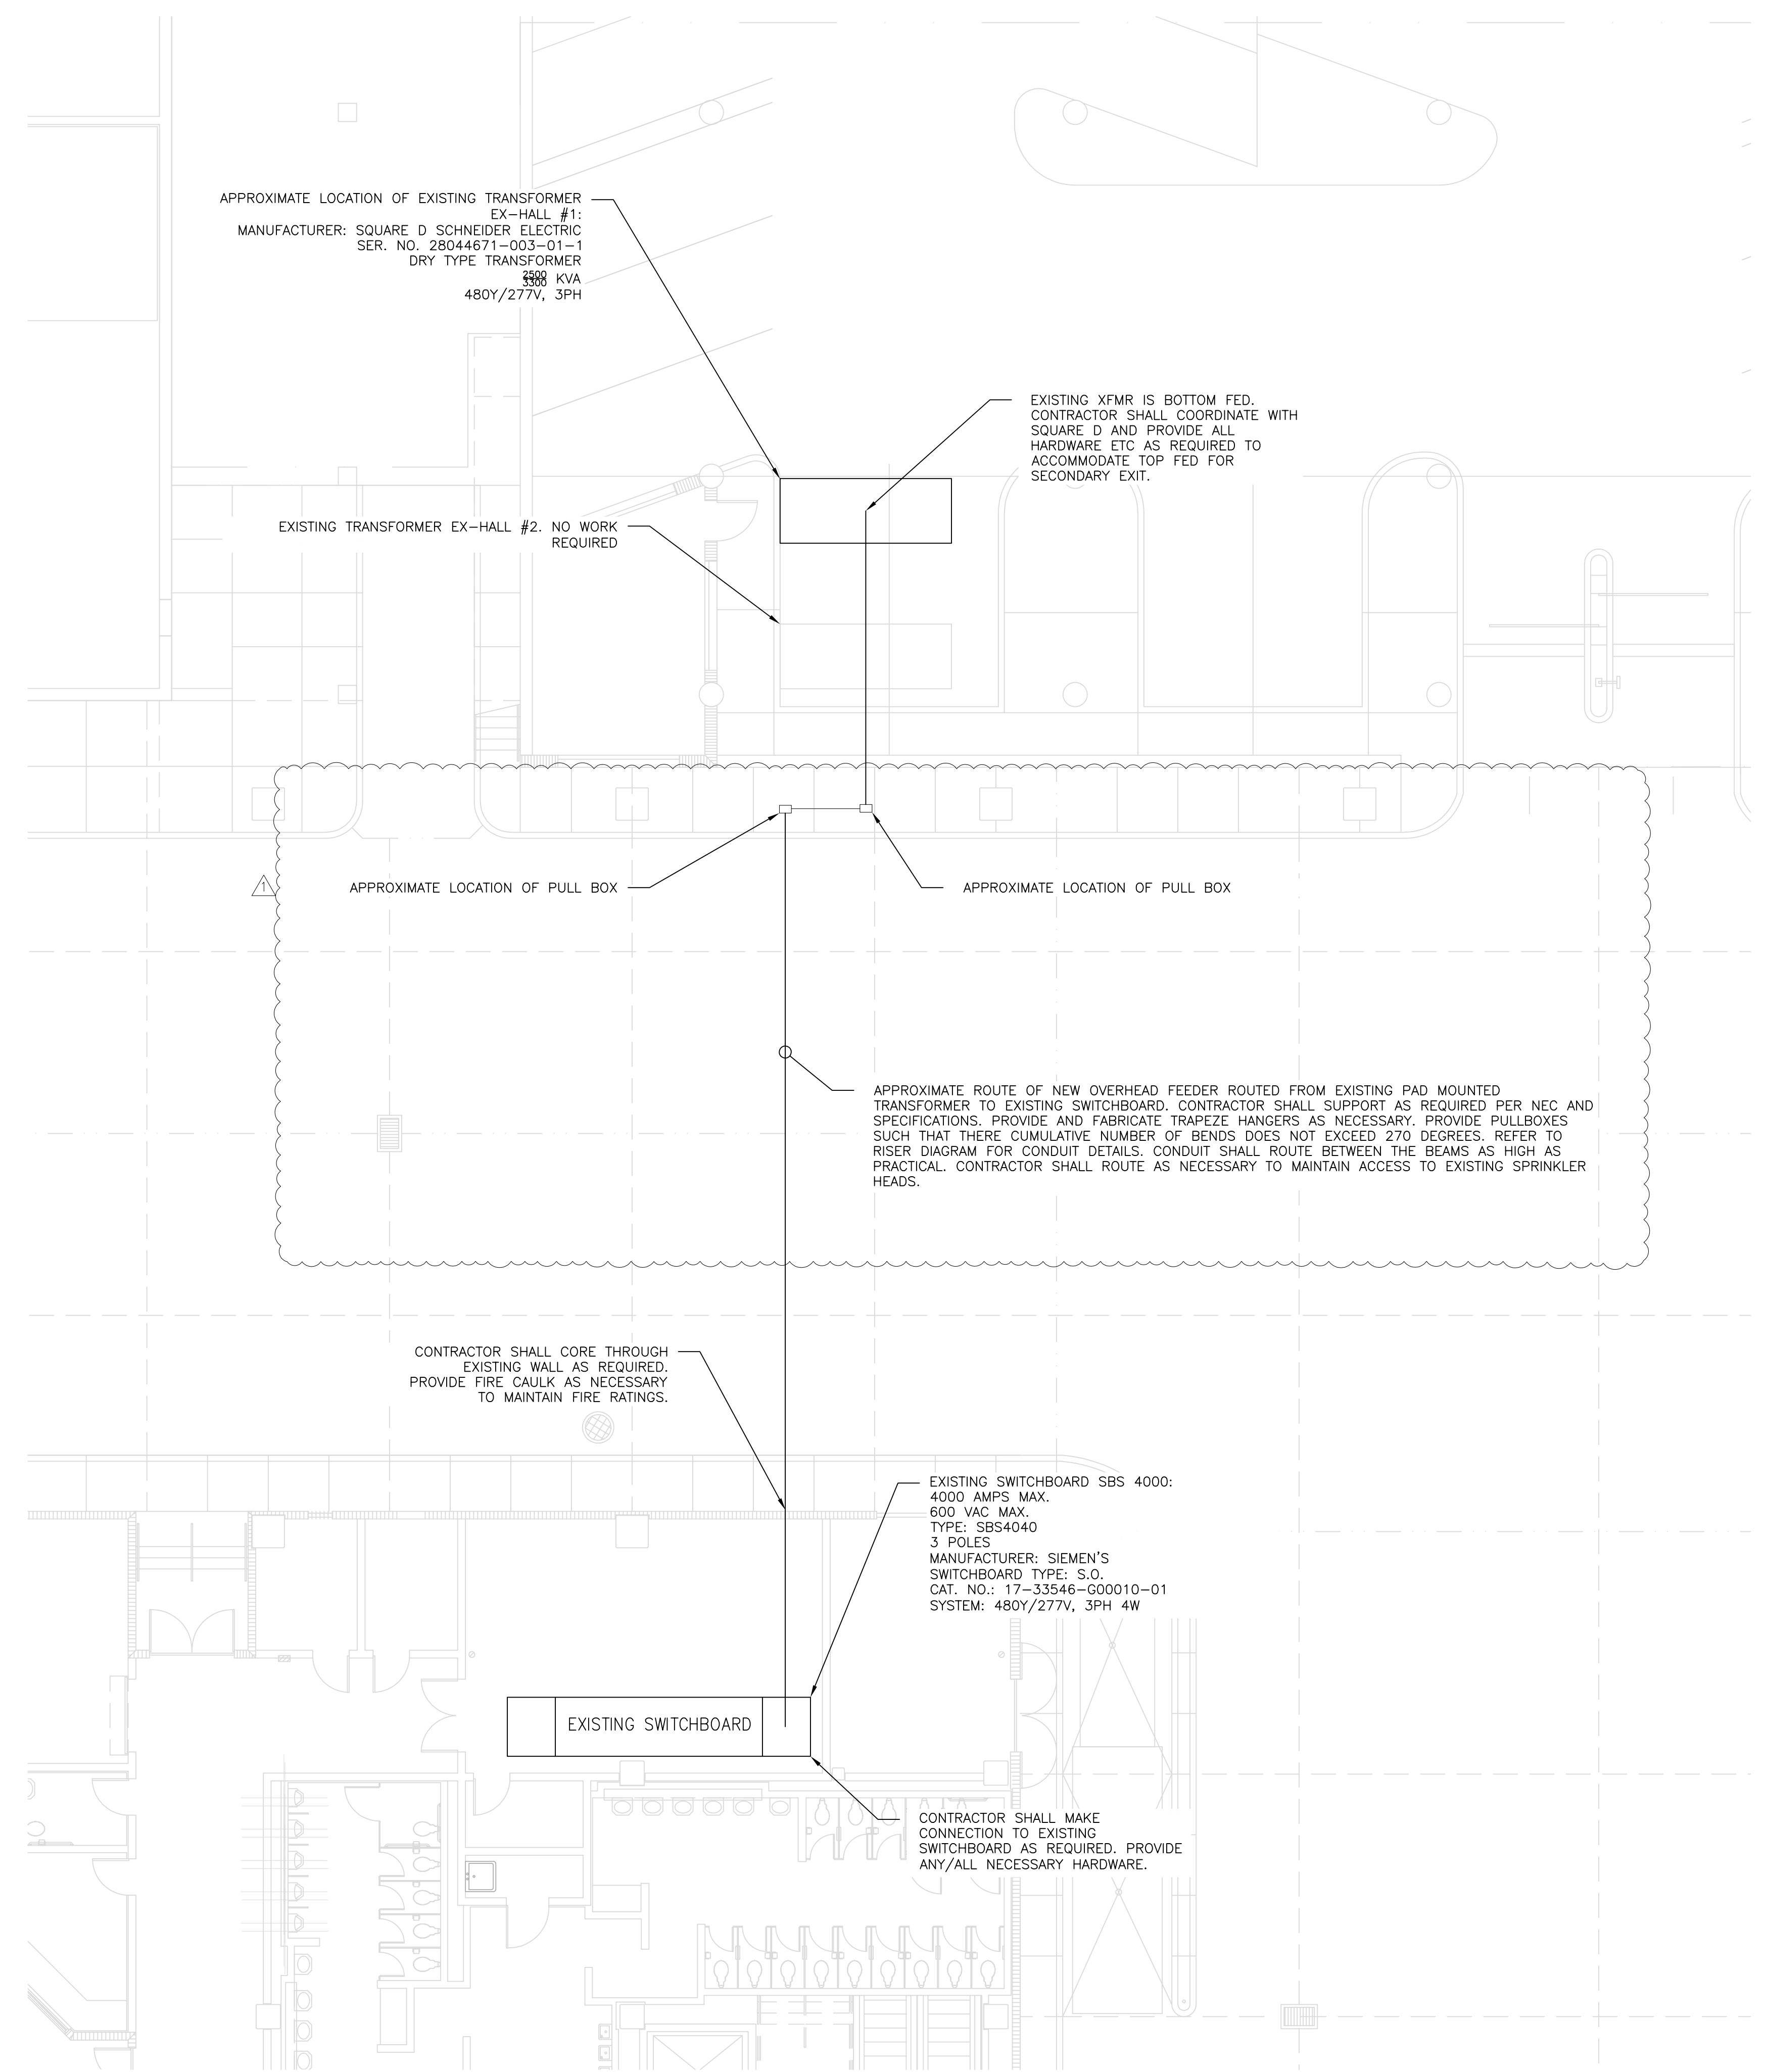 APPROXIMATE LOCATION OF EXISTING TRANSFORMER
EX-HALL #1:
MANUFACTURER: SQUARE D SCHNEIDER ELECTRIC
SER. NO. 28044671-003-01-1
DRY TYPE TRANSFORMER
2500
3300 KVA
480Y/277V, 3PH
EXISTING XFMR IS BOTTOM FED.
CONTRACTOR SHALL COORDINATE WITH
SQUARE D AND PROVIDE ALL
HARDWARE ETC AS REQUIRED TO
ACCOMMODATE TOP FED FOR
SECONDARY EXIT.
EXISTING TRANSFORMER EX-HALL #2. NO WORK
REQUIRED
1
APPROXIMATE LOCATION OF PULL BOX
APPROXIMATE LOCATION OF PULL BOX
APPROXIMATE ROUTE OF NEW OVERHEAD FEEDER ROUTED FROM EXISTING PAD MOUNTED
TRANSFORMER TO EXISTING SWITCHBOARD. CONTRACTOR SHALL SUPPORT AS REQUIRED PER NEC AND
SPECIFICATIONS. PROVIDE AND FABRICATE TRAPEZE HANGERS AS NECESSARY. PROVIDE PULLBOXES
SUCH THAT THERE CUMULATIVE NUMBER OF BENDS DOES NOT EXCEED 270 DEGREES. REFER TO
RISER DIAGRAM FOR CONDUIT DETAILS. CONDUIT SHALL ROUTE BETWEEN THE BEAMS AS HIGH AS
PRACTICAL. CONTRACTOR SHALL ROUTE AS NECESSARY TO MAINTAIN ACCESS TO EXISTING SPRINKLER
HEADS.
CONTRACTOR SHALL CORE THROUGH
EXISTING WALL AS REQUIRED.
PROVIDE FIRE CAULK AS NECESSARY
TO MAINTAIN FIRE RATINGS.
EXISTING SWITCHBOARD SBS 4000:
4000 AMPS MAX.
600 VAC MAX.
TYPE: SBS4040
3 POLES
MANUFACTURER: SIEMEN'S
SWITCHBOARD TYPE: S.O.
CAT. NO.: 17-33546-G00010-01
SYSTEM: 480Y/277V, 3PH 4W
EXISTING SWITCHBOARD
CONTRACTOR SHALL MAKE
CONNECTION TO EXISTING
SWITCHBOARD AS REQUIRED. PROVIDE
ANY/ALL NECESSARY HARDWARE.